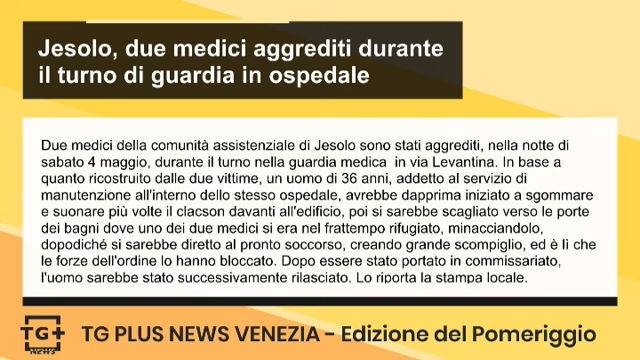 Jesolo, due medici aggrediti durante
il turno di guardia in ospedale
Due medici della comunità assistenziale di Jesolo sono stati aggrediti, nella notte di
sabato 4 maggio, durante il turno nella guardia medica in via Levantina. In base a
quanto ricostruito dalle due vittime, un uomo di 36 anni, addetto al servizio di
manutenzione all'interno dello stesso ospedale, avrebbe dapprima iniziato a sgommare
e suonare più volte il clacson davanti all'edificio, poi si sarebbe scagliato verso le porte
dei bagni dove uno dei due medici si era nel frattempo rifugiato, minacciandolo,
dopodiché si sarebbe diretto al pronto soccorso, creando grande scompiglio, ed è lì che
le forze dell'ordine lo hanno bloccato. Dopo essere stato portato in commissariato,
l'uomo sarebbe stato successivamente rilasciato. Lo riporta la stampa locale.
TG+
NEWS
TG PLUS NEWS VENEZIA - Edizione del Pomeriggio